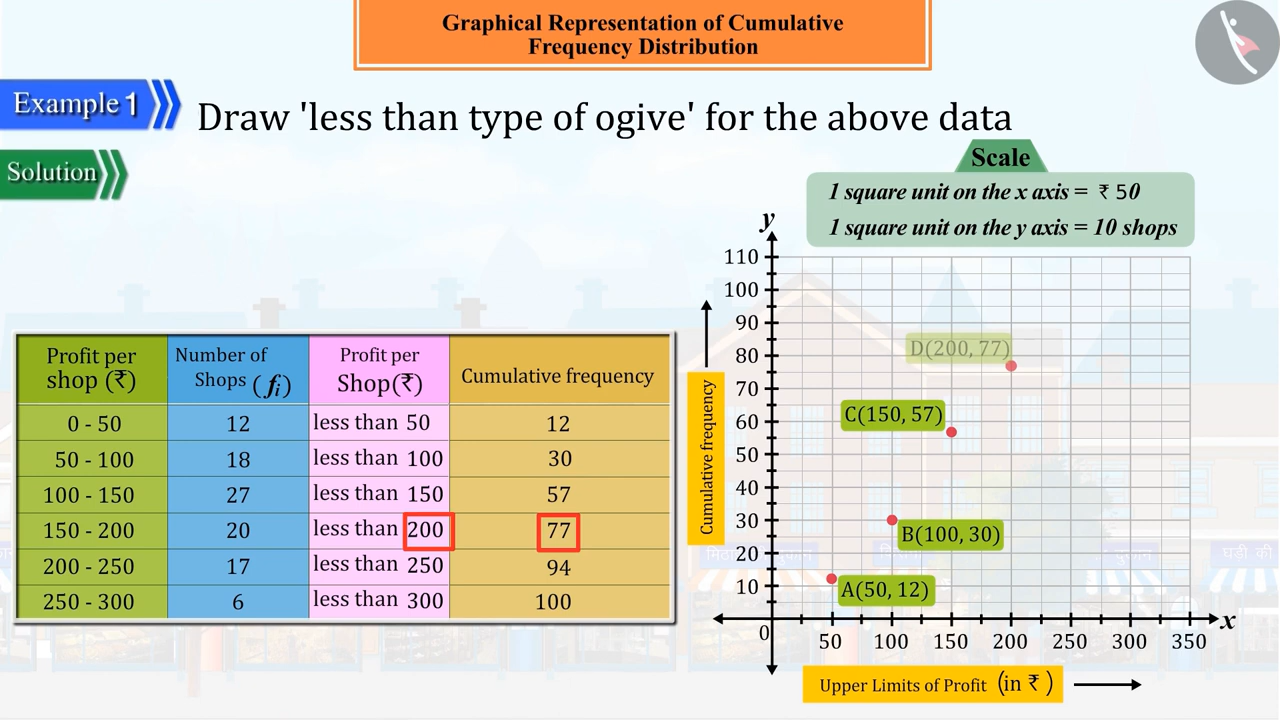 Graphical Representation of Cumulative
Frequency Distribution
Example 1
Draw 'less than type of ogive' for the above data
Solution
Scale
1 square unit on the x axis = ₹ 50
1 square unit on the y axis = 10 shops
Profit per shop (₹) Number of Shops (fᵢ) Profit per Shop(₹) Cumulative frequency
0 - 50 12 less than 50 12
50 - 100 18 less than 100 30
100 - 150 27 less than 150 57
150 - 200 20 less than 200 77
200 - 250 17 less than 250 94
250 - 300 6 less than 300 100
y
110
100
90
80
70
60
50
40
30
20
10
0
Cumulative frequency
D(200, 77)
C(150, 57)
B(100, 30)
A(50, 12)
50 100 150 200 250 300 350
x
Upper Limits of Profit (in ₹ )